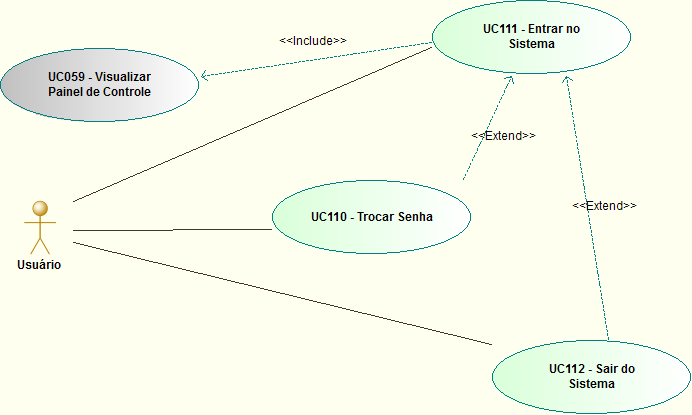 UC111 - Entrar no
Sistema
<<Include>>
UC059 - Visualizar
Painel de Controle
<<Extend>>
<<Extend>>
UC110 - Trocar Senha
Usuário
UC112 - Sair do
Sistema